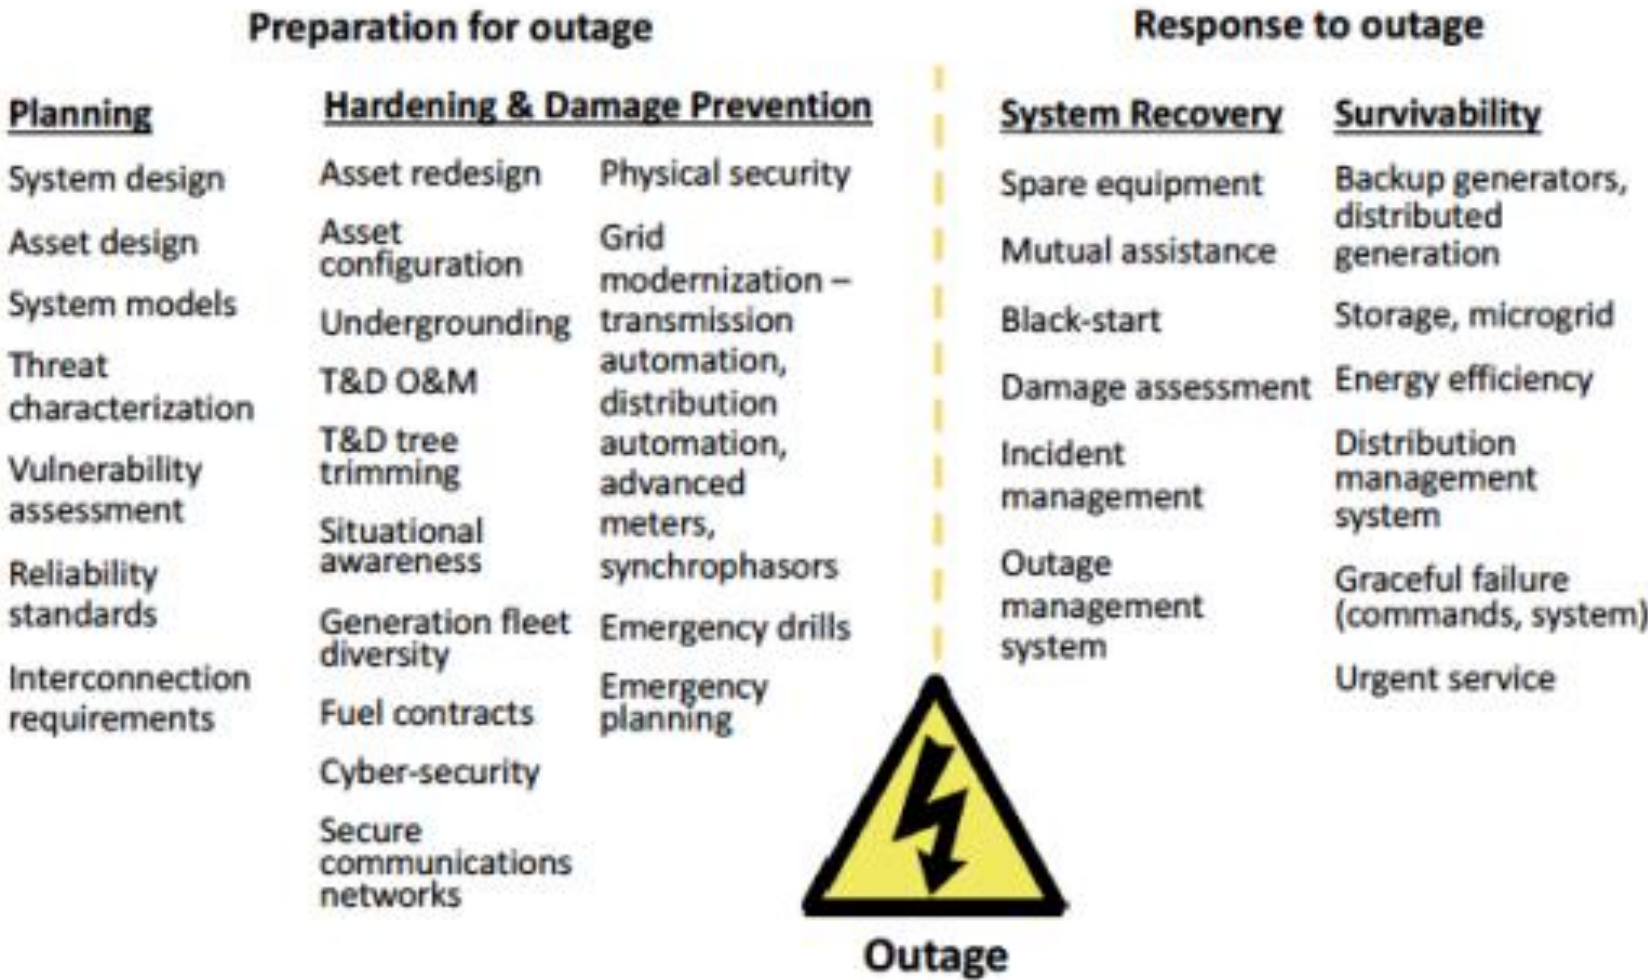 Preparation for outage
Planning
System design
Asset design
System models
Threat
characterization
Vulnerability
assessment
Reliability
standards
Interconnection
requirements
Hardening & Damage Prevention
Asset redesign
Asset
configuration
Undergrounding
T&D O&M
T&D tree
trimming
Situational
awareness
Generation fleet
diversity
Fuel contracts
Cyber-security
Secure
communications
networks
Physical security
Grid
modernization –
transmission
automation,
distribution
automation,
advanced
meters,
synchrophasors
Emergency drills
Emergency
planning
Response to outage
System Recovery
Spare equipment
Mutual assistance
Black-start
Damage assessment
Incident
management
Outage
management
system
Survivability
Backup generators,
distributed
generation
Storage, microgrid
Energy efficiency
Distribution
management
system
Graceful failure
(commands, system)
Urgent service
Outage